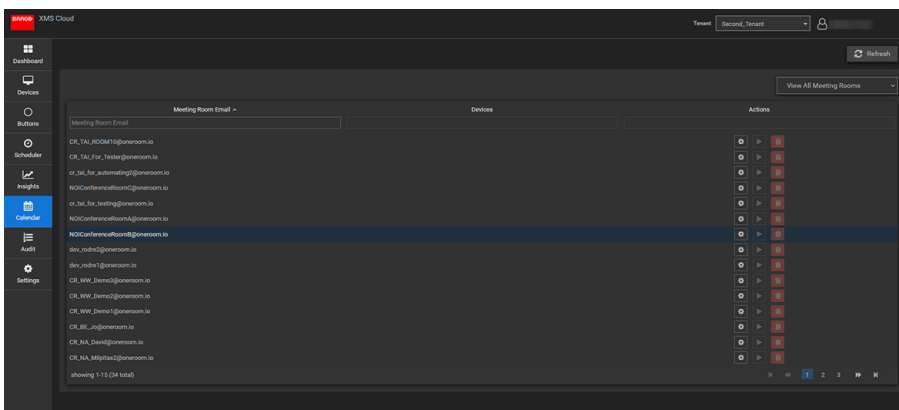 BARCO XMS Cloud
Tenant Second_Tenant
Refresh
Dashboard
Devices
Buttons
Scheduler
Insights
Calendar
Audit
Settings
View All Meeting Rooms
Meeting Room Email Devices Actions
Meeting Room Email
CR_TAI_ROOM10@oneroom.io
CR_TAI_For_Tester@oneroom.io
cr_tai_for_automating2@oneroom.io
NOIConferenceRoomC@oneroom.io
cr_tai_for_testing@oneroom.io
NOIConferenceRoomA@oneroom.io
NOIConferenceRoomB@oneroom.io
dev_rodre2@oneroom.io
dev_rodre1@oneroom.io
CR_WW_Demo3@oneroom.io
CR_WW_Demo2@oneroom.io
CR_WW_Demo1@oneroom.io
CR_BE_Jo@oneroom.io
CR_NA_David@oneroom.io
CR_NA_Milpitas2@oneroom.io
showing 1-15 (34 total) 1 2 3